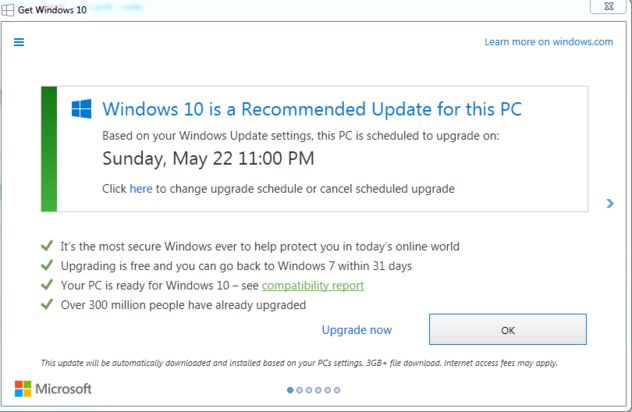 Get Windows 10
Learn more on windows.com
Windows 10 is a Recommended Update for this PC
Based on your Windows Update settings, this PC is scheduled to upgrade on:
Sunday, May 22 11:00 PM
Click here to change upgrade schedule or cancel scheduled upgrade
It's the most secure Windows ever to help protect you in today's online world
Upgrading is free and you can go back to Windows 7 within 31 days
Your PC is ready for Windows 10 – see compatibility report
Over 300 million people have already upgraded
Upgrade now
OK
This update will be automatically downloaded and installed based on your PCs settings. 3GB+ file download. Internet access fees may apply.
Microsoft